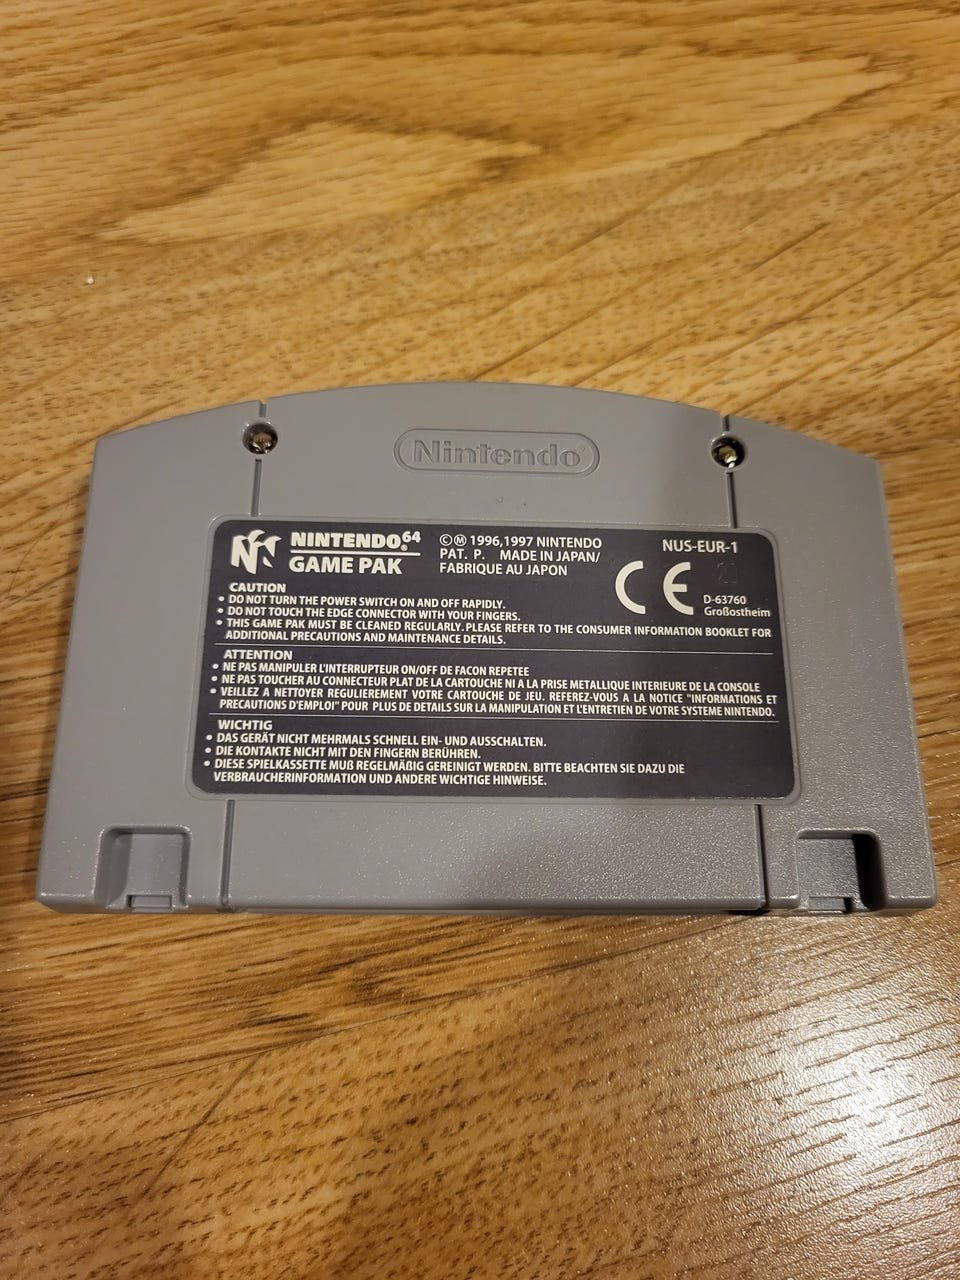 Nintendo®
NINTENDO 64®
GAME PAK
© Ⓜ 1996,1997 NINTENDO
PAT. P. MADE IN JAPAN/
FABRIQUE AU JAPON
NUS-EUR-1
CE
D-63760
Großostheim
CAUTION
• DO NOT TURN THE POWER SWITCH ON AND OFF RAPIDLY.
• DO NOT TOUCH THE EDGE CONNECTOR WITH YOUR FINGERS.
• THIS GAME PAK MUST BE CLEANED REGULARLY. PLEASE REFER TO THE CONSUMER INFORMATION BOOKLET FOR
ADDITIONAL PRECAUTIONS AND MAINTENANCE DETAILS.
ATTENTION
• NE PAS MANIPULER L'INTERRUPTEUR ON/OFF DE FACON REPETEE
• NE PAS TOUCHER AU CONNECTEUR PLAT DE LA CARTOUCHE NI A LA PRISE METALLIQUE INTERIEURE DE LA CONSOLE
• VEILLEZ A NETTOYER REGULIEREMENT VOTRE CARTOUCHE DE JEU. REFEREZ-VOUS A LA NOTICE "INFORMATIONS ET
PRECAUTIONS D'EMPLOI" POUR PLUS DE DETAILS SUR LA MANIPULATION ET L'ENTRETIEN DE VOTRE SYSTEME NINTENDO.
WICHTIG
• DAS GERÄT NICHT MEHRMALS SCHNELL EIN- UND AUSSCHALTEN.
• DIE KONTAKTE NICHT MIT DEN FINGERN BERÜHREN.
• DIESE SPIELKASSETTE MUß REGELMÄßIG GEREINIGT WERDEN. BITTE BEACHTEN SIE DAZU DIE
VERBRAUCHERINFORMATION UND ANDERE WICHTIGE HINWEISE.